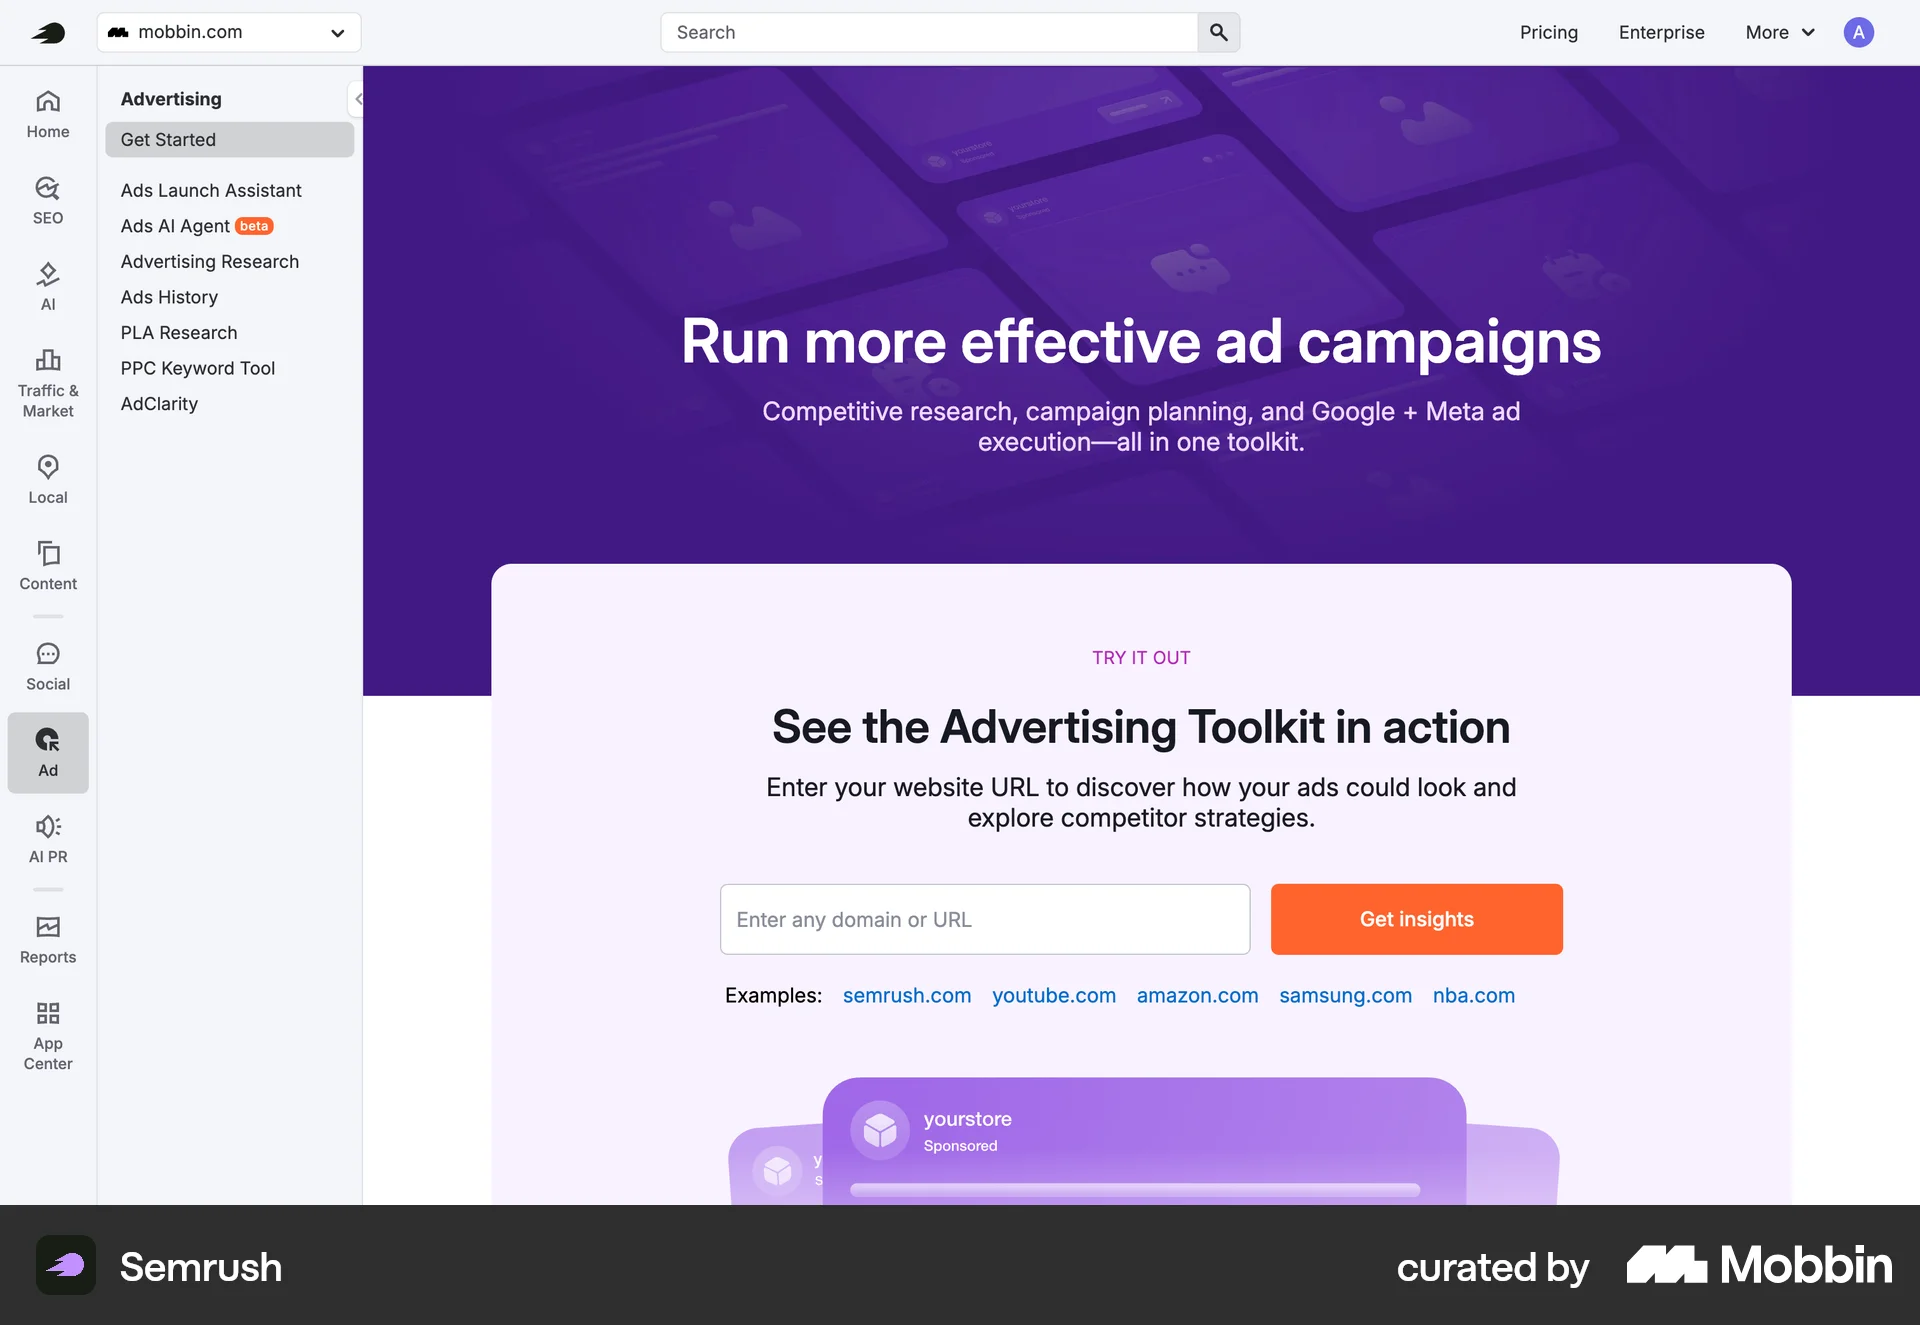 mobbin.com
Search
Pricing
Enterprise
More
A
Home
SEO
AI
Traffic &
Market
Local
Content
Social
Ad
AI PR
Reports
App
Center
Advertising
Get Started
Ads Launch Assistant
Ads AI Agent beta
Advertising Research
Ads History
PLA Research
PPC Keyword Tool
AdClarity
yourstore
Sponsored
yourstore
Sponsored
Run more effective ad campaigns
Competitive research, campaign planning, and Google + Meta ad
execution—all in one toolkit.
TRY IT OUT
See the Advertising Toolkit in action
Enter your website URL to discover how your ads could look and
explore competitor strategies.
Enter any domain or URL
Get insights
Examples: semrush.com youtube.com amazon.com samsung.com nba.com
yourstore
Sponsored
y
s
Semrush
curated by Mobbin